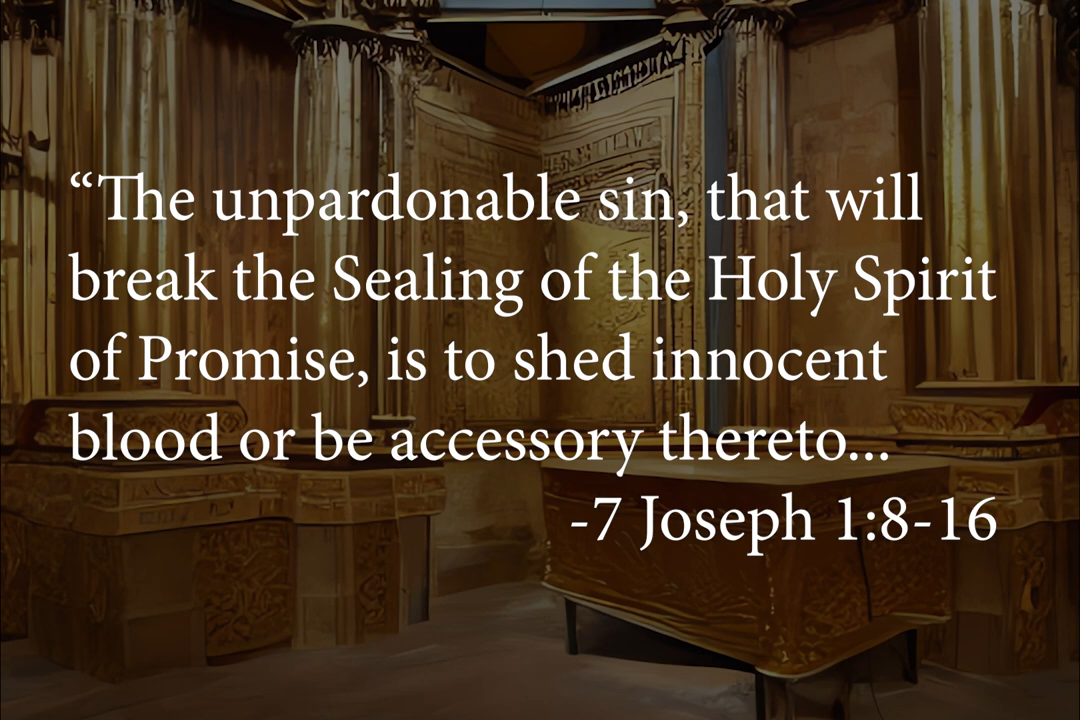 “The unpardonable sin, that will
break the Sealing of the Holy Spirit
of Promise, is to shed innocent
blood or be accessory thereto...
-7 Joseph 1:8-16